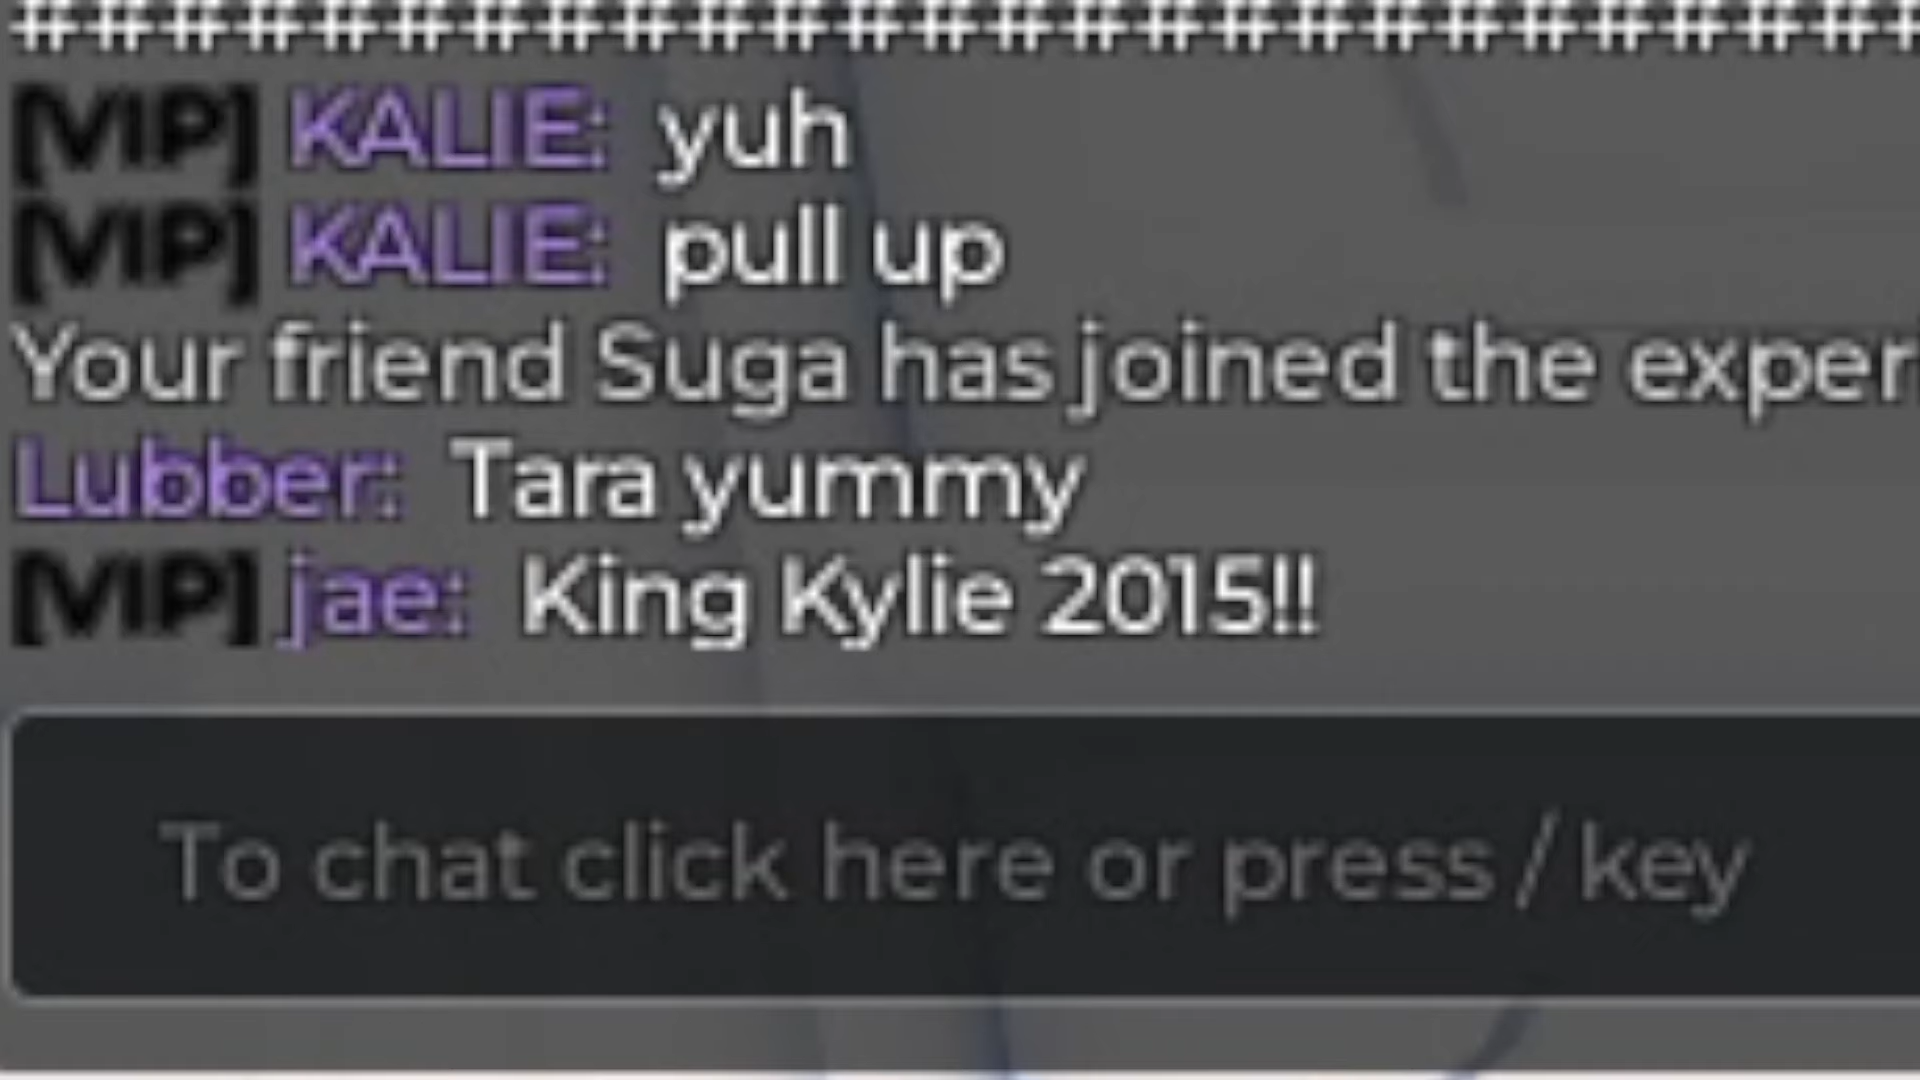 ##########################
[VIP] KALIE: yuh
[VIP] KALIE: pull up
Your friend Suga has joined the exper
Lubber: Tara yummy
[VIP] jae: King Kylie 2015!!
To chat click here or press / key